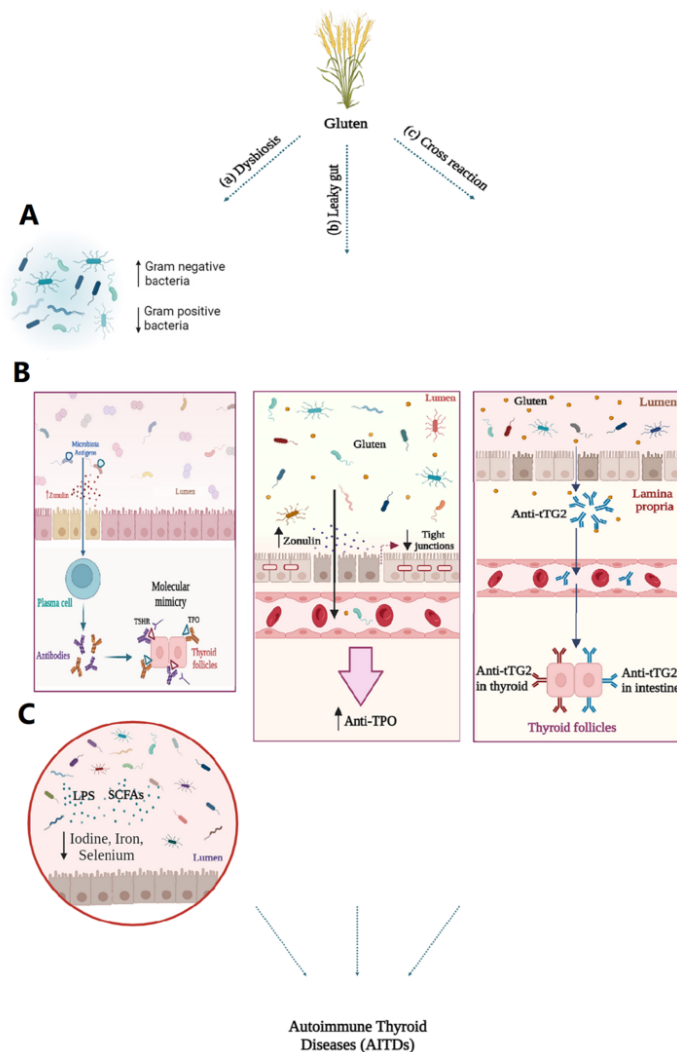 Gluten
(a) Dysbiosis
(b) Leaky gut
(c) Cross reaction
A
Gram negative
bacteria
Gram positive
bacteria
B
Microbiota
Antigens
↑Zonulin
Lumen
Plasma cell
Antibodies
Molecular
mimicry
TSHR
TPO
Thyroid
follicles
Lumen
Gluten
Zonulin
Tight
junctions
Anti-TPO
Gluten
Lumen
Lamina
propria
Anti-tTG2
Anti-tTG2
in thyroid
Anti-tTG2
in intestine
Thyroid follicles
C
LPS
SCFAs
Iodine, Iron,
Selenium
Lumen
Autoimmune Thyroid
Diseases (AITDs)